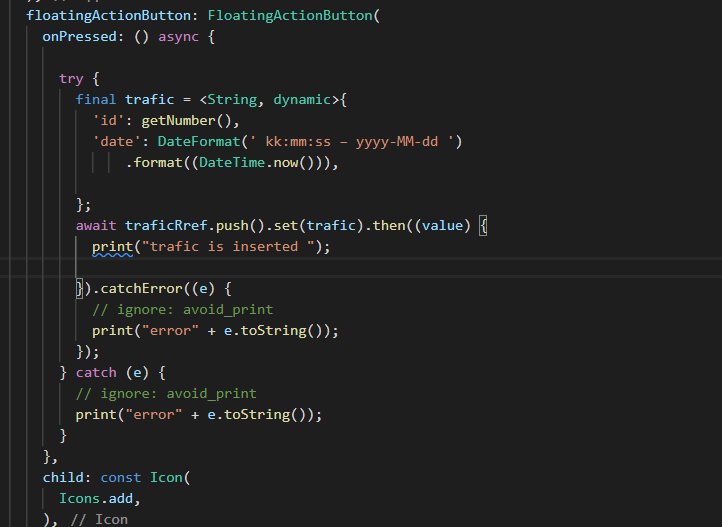 floatingActionButton: FloatingActionButton(
onPressed: () async {
try {
final trafic = <String, dynamic>{
'id': getNumber(),
'date': DateFormat(' kk:mm:ss – yyyy-MM-dd ')
.format((DateTime.now())),
};
await traficRref.push().set(trafic).then((value) {
print("trafic is inserted ");
}).catchError((e) {
// ignore: avoid_print
print("error" + e.toString());
});
} catch (e) {
// ignore: avoid_print
print("error" + e.toString());
}
},
child: const Icon(
Icons.add,
), // Icon